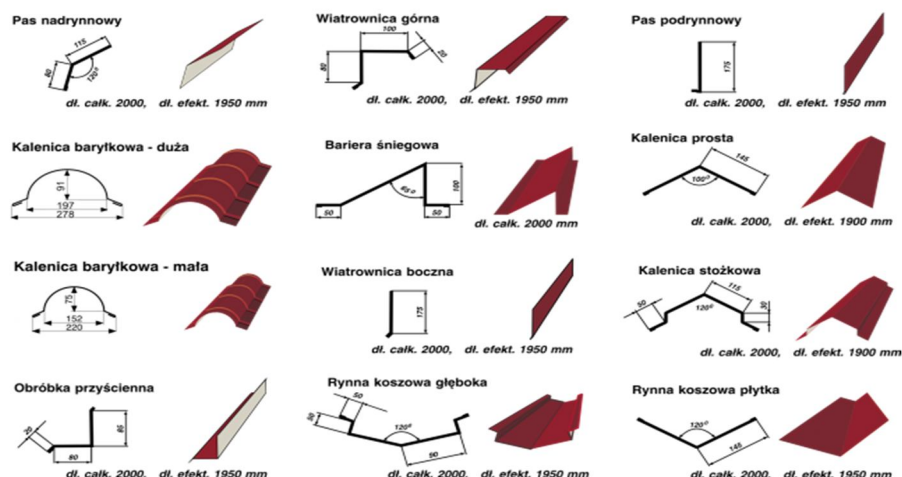 Pas nadrynnowy
115
80
120°
dł. całk. 2000, dł. efekt. 1950 mm
Wiatrownica górna
100
20
80
dł. całk. 2000, dł. efekt. 1950 mm
Pas podrynnowy
175
dł. całk. 2000, dł. efekt. 1950 mm
Kalenica baryłkowa - duża
91
197
278
Bariera śniegowa
65°
100
50
50
dł. całk. 2000 mm
Kalenica prosta
145
100°
dł. całk. 2000, dł. efekt. 1900 mm
Kalenica baryłkowa - mała
75
152
220
Wiatrownica boczna
175
dł. całk. 2000, dł. efekt. 1950 mm
Kalenica stożkowa
115
50
30
120°
dł. całk. 2000, dł. efekt. 1900 mm
Obróbka przyścienna
20
80
dł. całk. 2000, dł. efekt. 1950 mm
Rynna koszowa głęboka
50
30
120°
dł. całk. 2000, dł. efekt. 1950 mm
Rynna koszowa płytka
120°
145
dł. całk. 2000, dł. efekt. 1950 mm